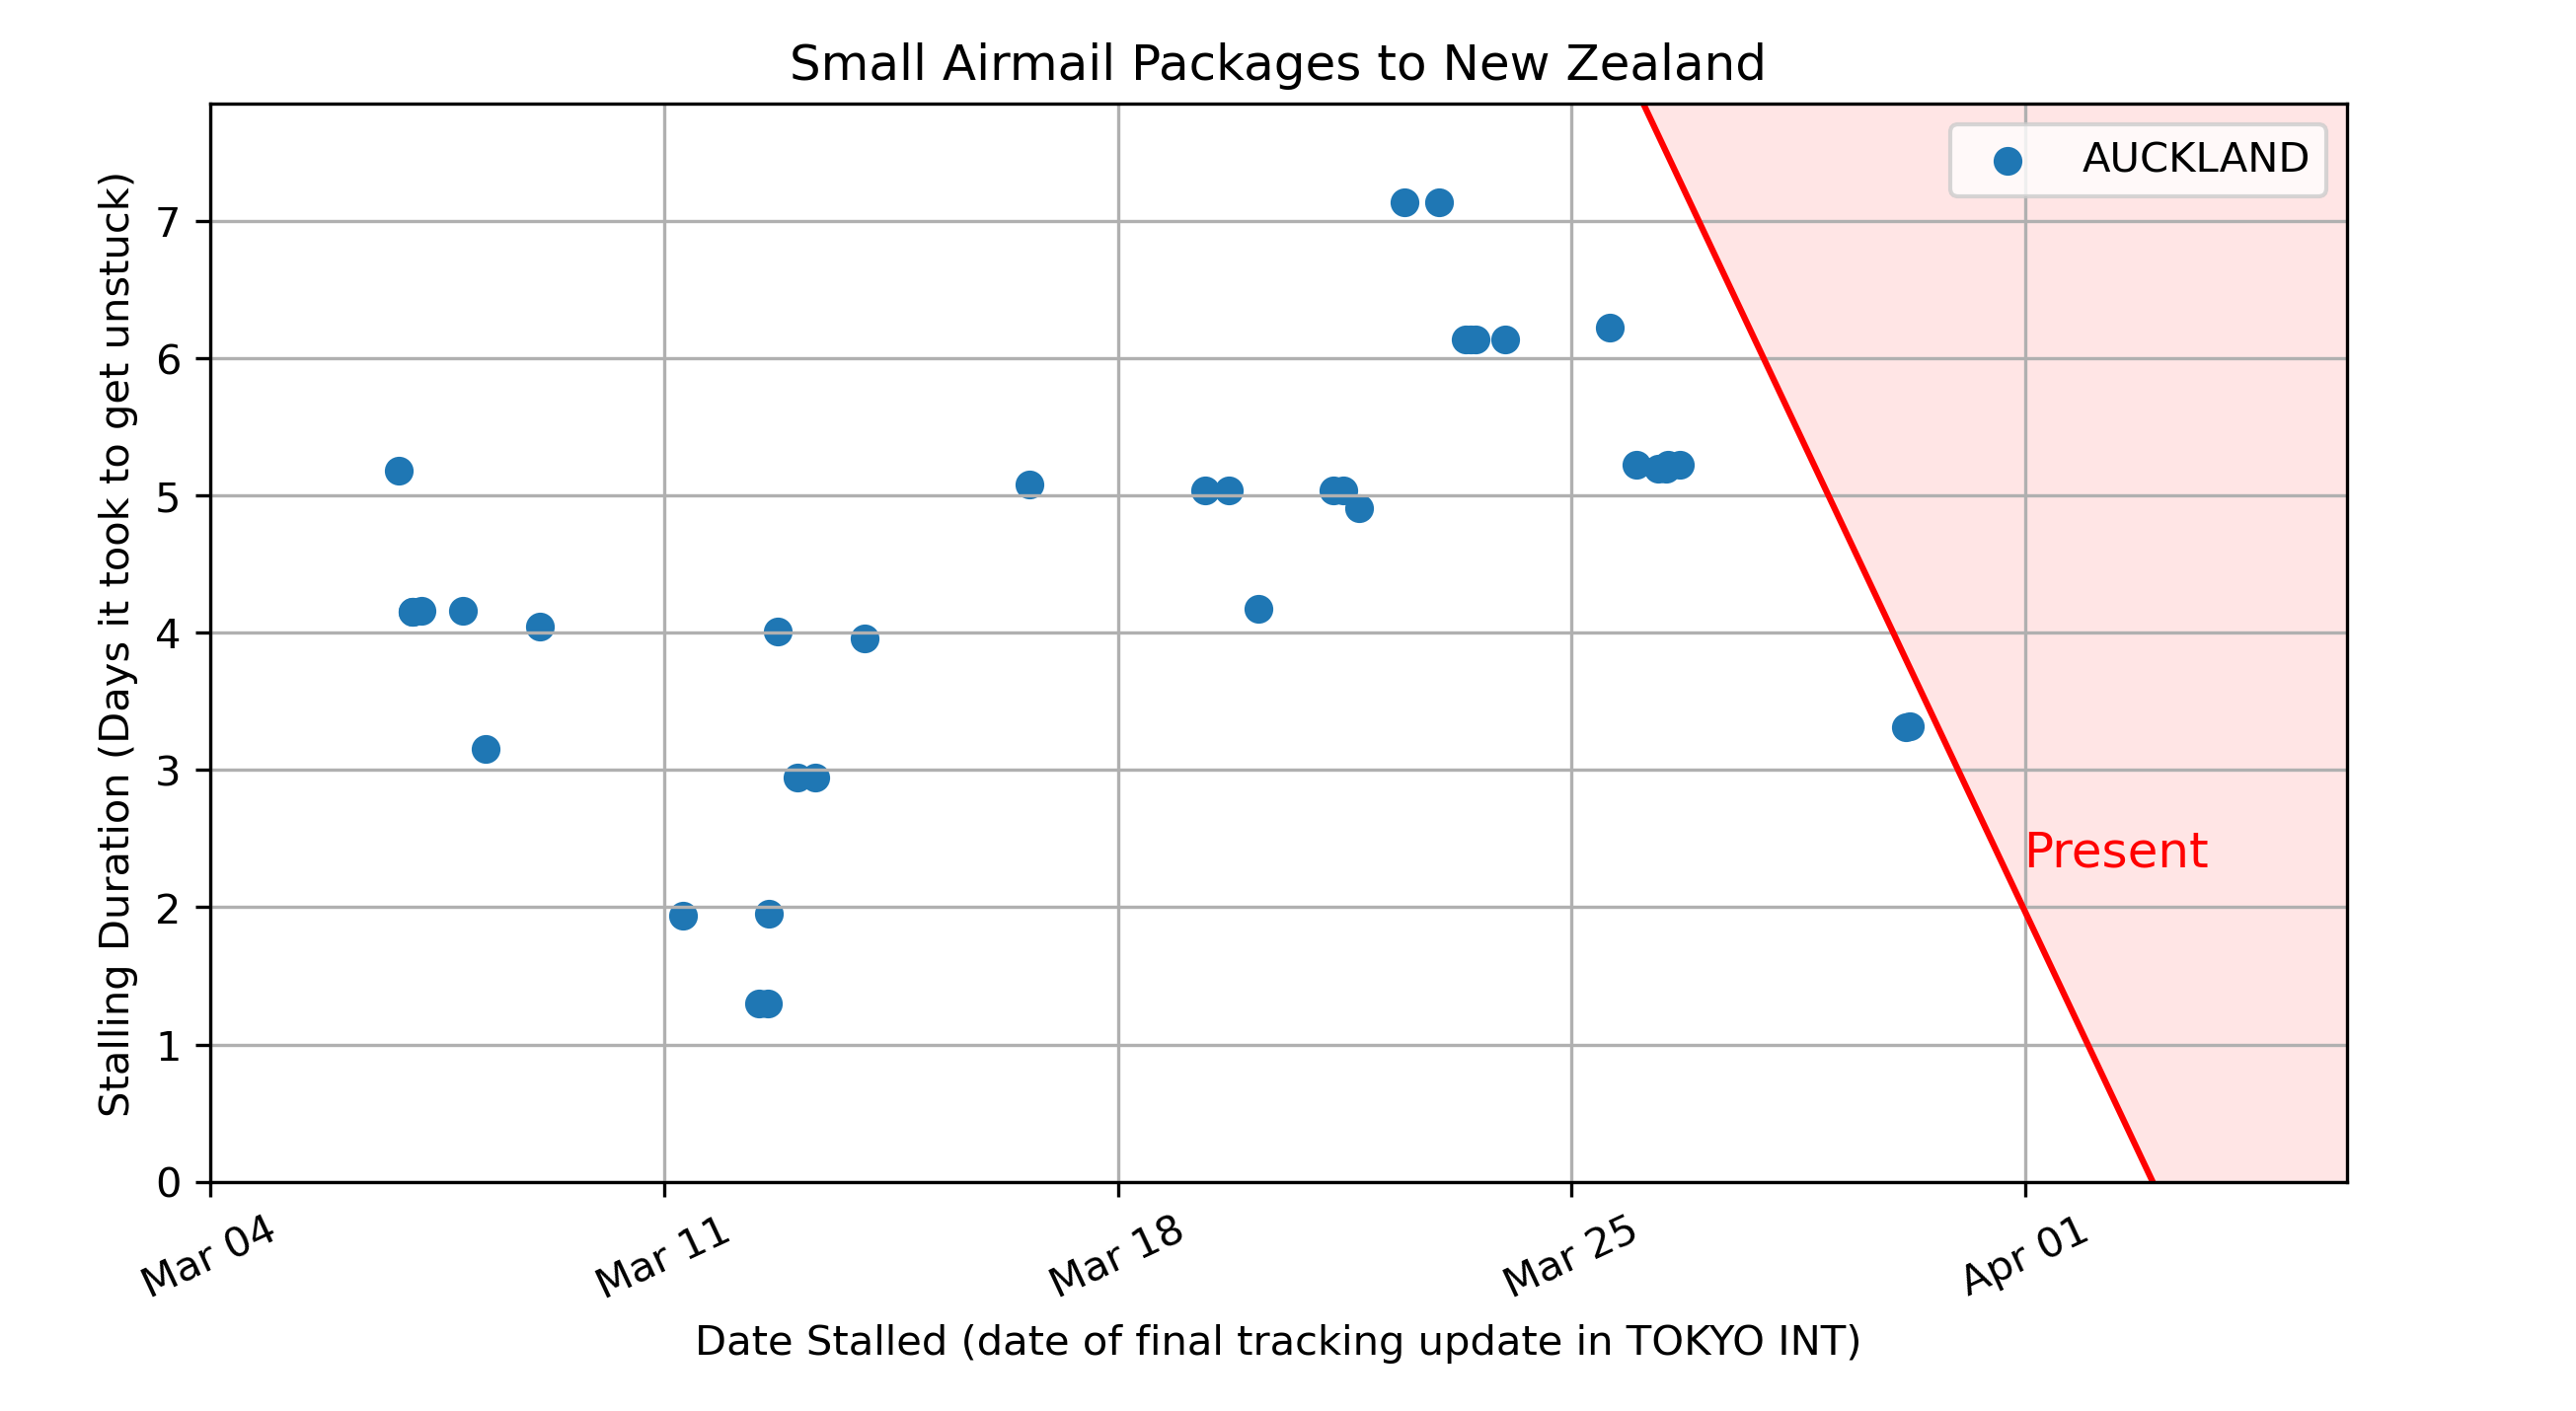 Small Airmail Packages to New Zealand
AUCKLAND
Stalling Duration (Days it took to get unstuck)
7
6
5
4
3
2
1
0
Present
Mar 04
Mar 11
Mar 18
Mar 25
Apr 01
Date Stalled (date of final tracking update in TOKYO INT)